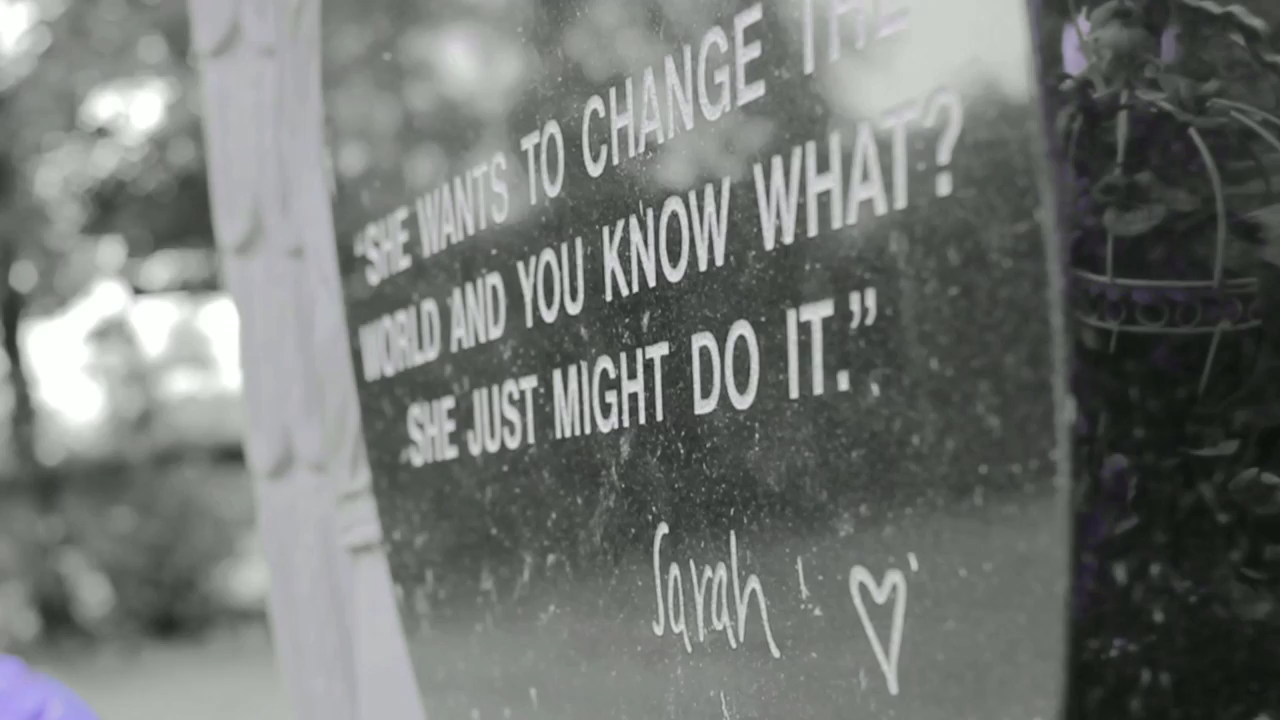 “SHE WANTS TO CHANGE THE
WORLD AND YOU KNOW WHAT?
SHE JUST MIGHT DO IT.”
Sarah